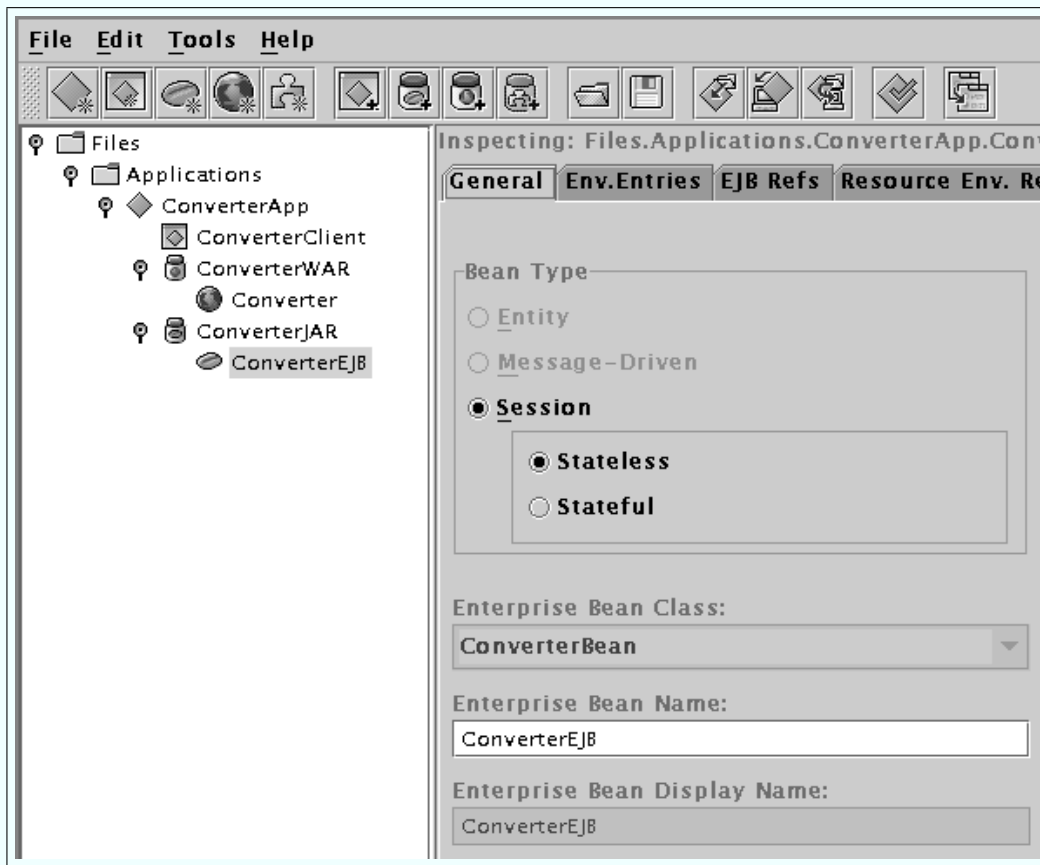 File Edit Tools Help
Files
Applications
ConverterApp
ConverterClient
ConverterWAR
Converter
ConverterJAR
ConverterEJB
Inspecting: Files.Applications.ConverterApp.Con
General Env.Entries EJB Refs Resource Env. Re
Bean Type
Entity
Message-Driven
Session
Stateless
Stateful
Enterprise Bean Class:
ConverterBean
Enterprise Bean Name:
ConverterEJB
Enterprise Bean Display Name:
ConverterEJB